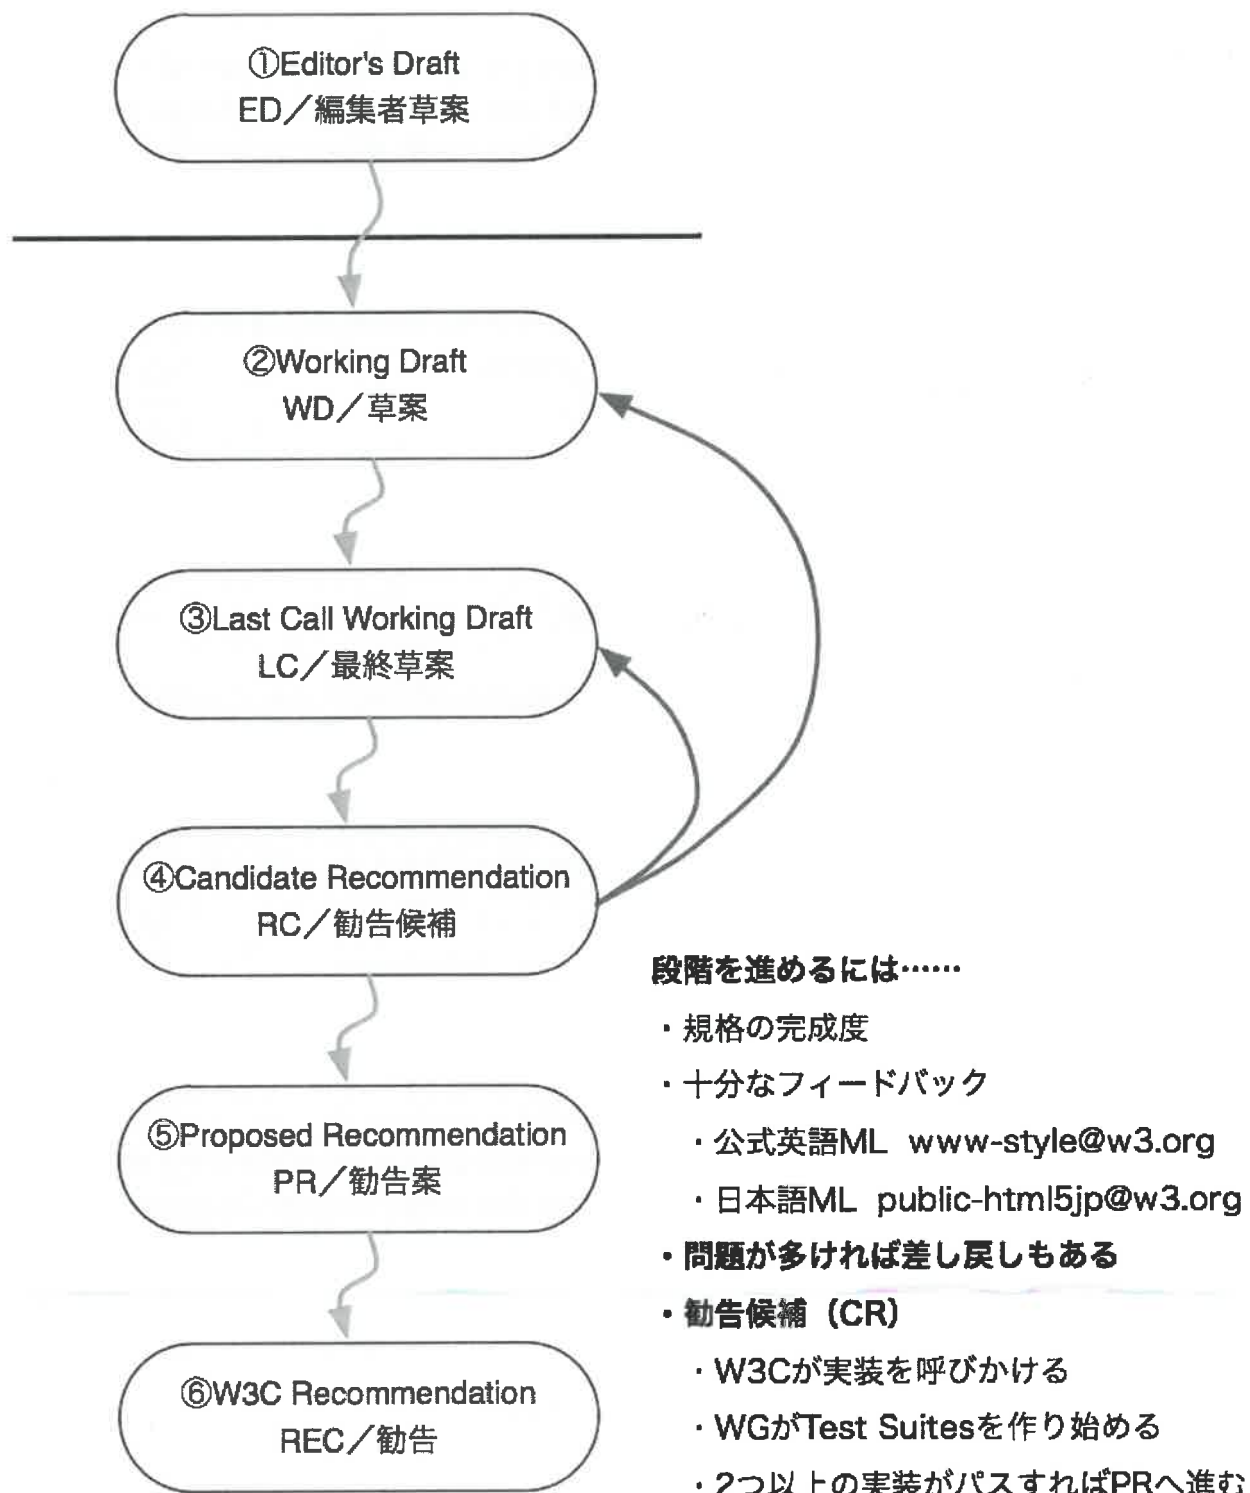 ①Editor's Draft
ED／編集者草案
②Working Draft
WD／草案
③Last Call Working Draft
LC／最終草案
④Candidate Recommendation
RC／勧告候補
⑤Proposed Recommendation
PR／勧告案
⑥W3C Recommendation
REC／勧告
段階を進めるには……
・規格の完成度
・十分なフィードバック
・公式英語ML www-style@w3.org
・日本語ML public-html5jp@w3.org
・問題が多ければ差し戻しもある
・勧告候補（CR）
・W3Cが実装を呼びかける
・WGがTest Suitesを作り始める
・2つ以上の実装がパスすればPRへ進む